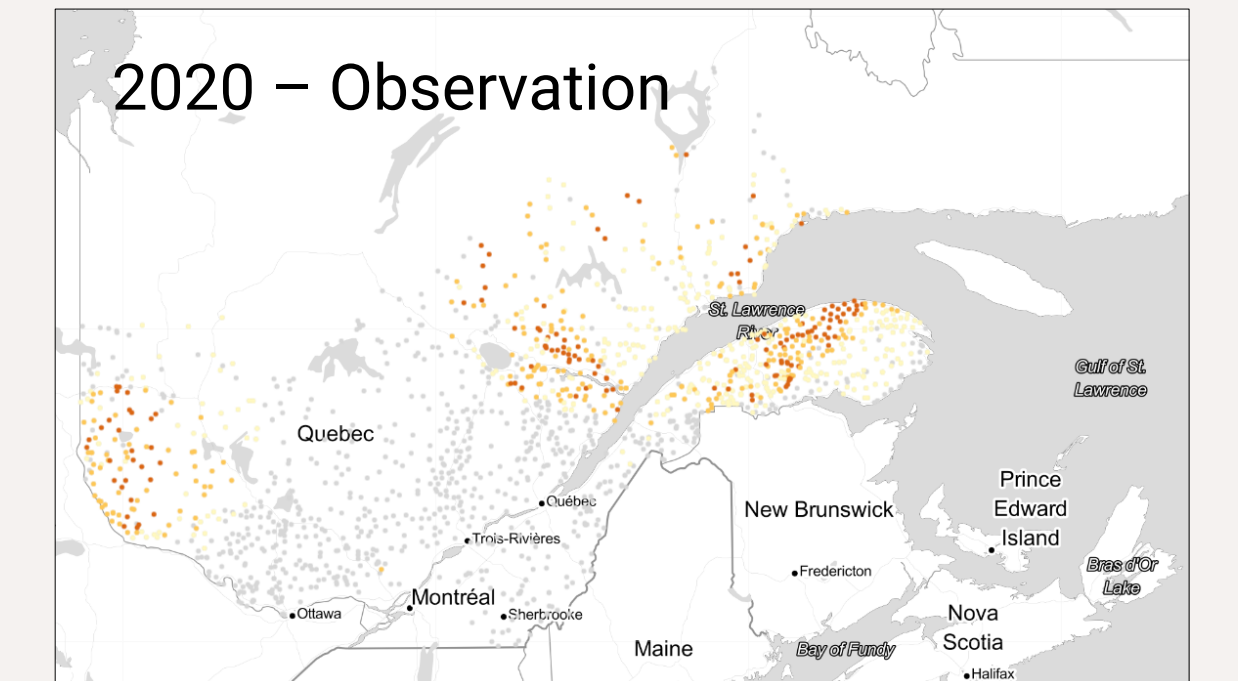 2020 – Observation
St. Lawrence
River
Gulf of St.
Lawrence
Quebec
Prince
Edward
Island
Québec
New Brunswick
Trois-Rivières
Bras d'Or
Lake
Fredericton
Montréal
Ottawa
Sherbrooke
Nova
Scotia
Maine
Bay of Fundy
Halifax